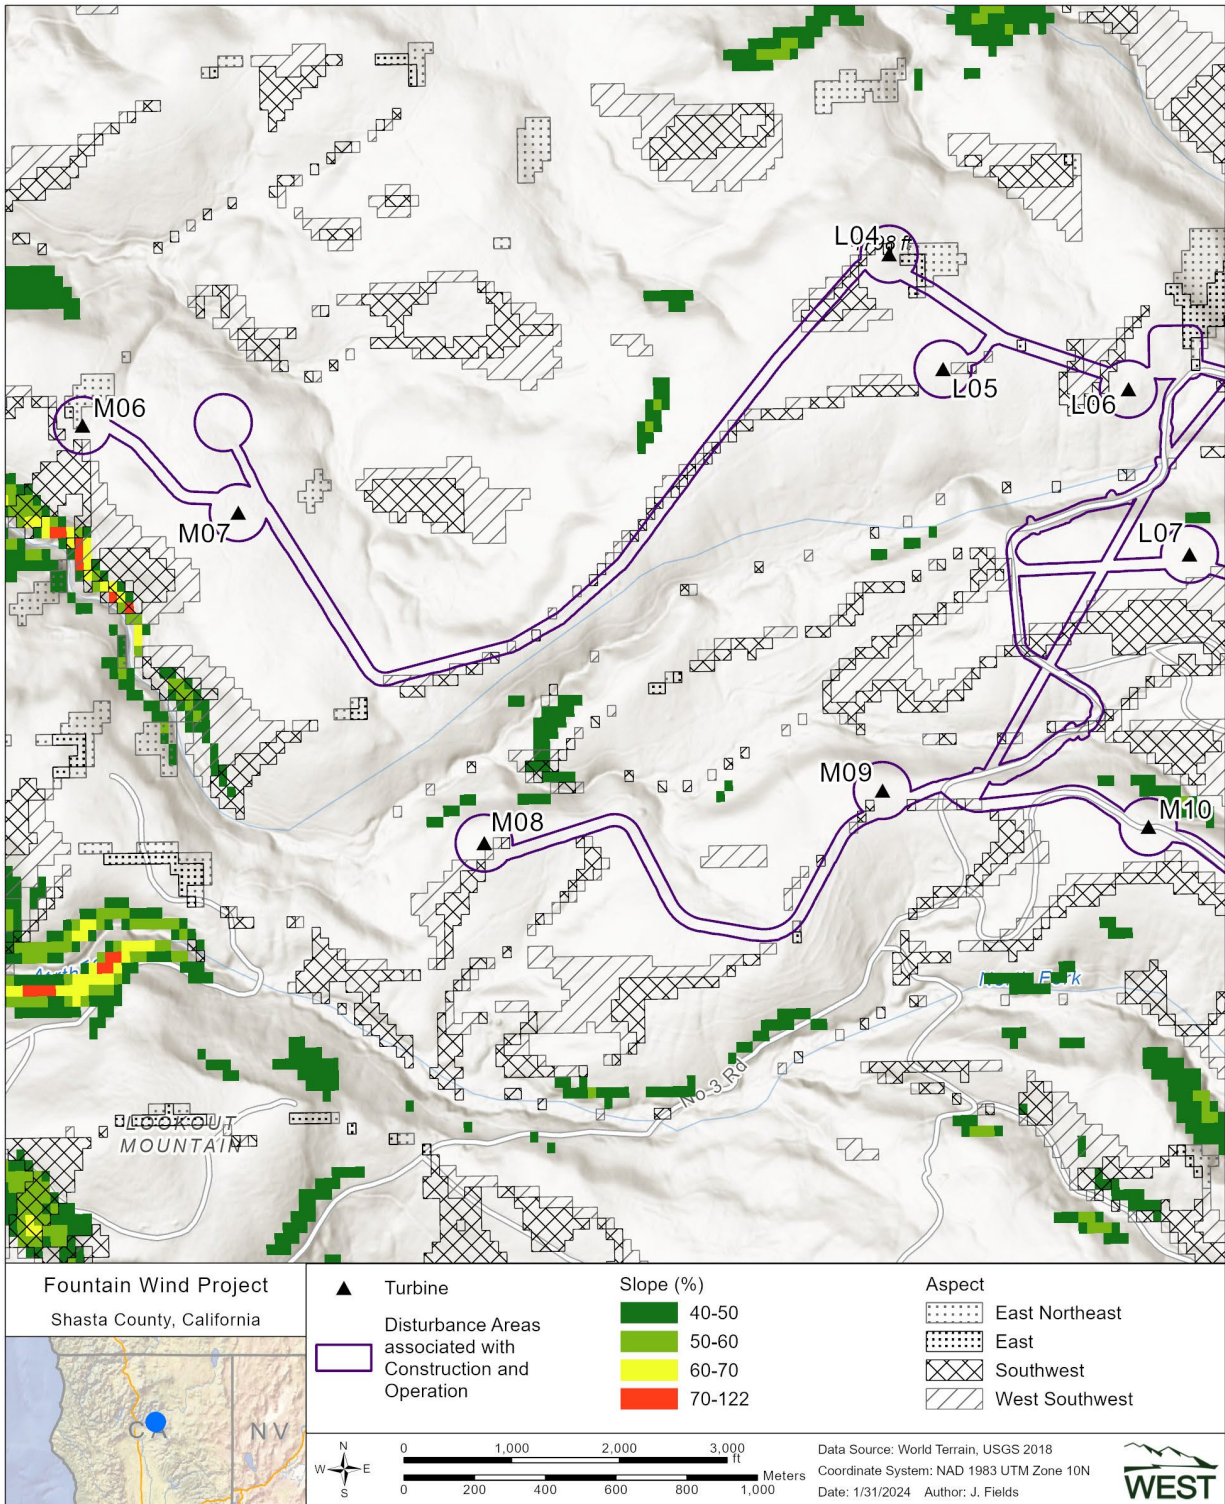 L04
98 ft
L05
L06
M06
M07
L07
M09
M10
M08
North Fork
No 3 Rd
LOOKOUT
MOUNTAIN
Fountain Wind Project
Shasta County, California
CA
NV
Turbine
Disturbance Areas
associated with
Construction and
Operation
Slope (%)
40-50
50-60
60-70
70-122
Aspect
East Northeast
East
Southwest
West Southwest
N
W E
S
0 1,000 2,000 3,000
ft
Meters
0 200 400 600 800 1,000
Data Source: World Terrain, USGS 2018
Coordinate System: NAD 1983 UTM Zone 10N
Date: 1/31/2024 Author: J. Fields
WEST